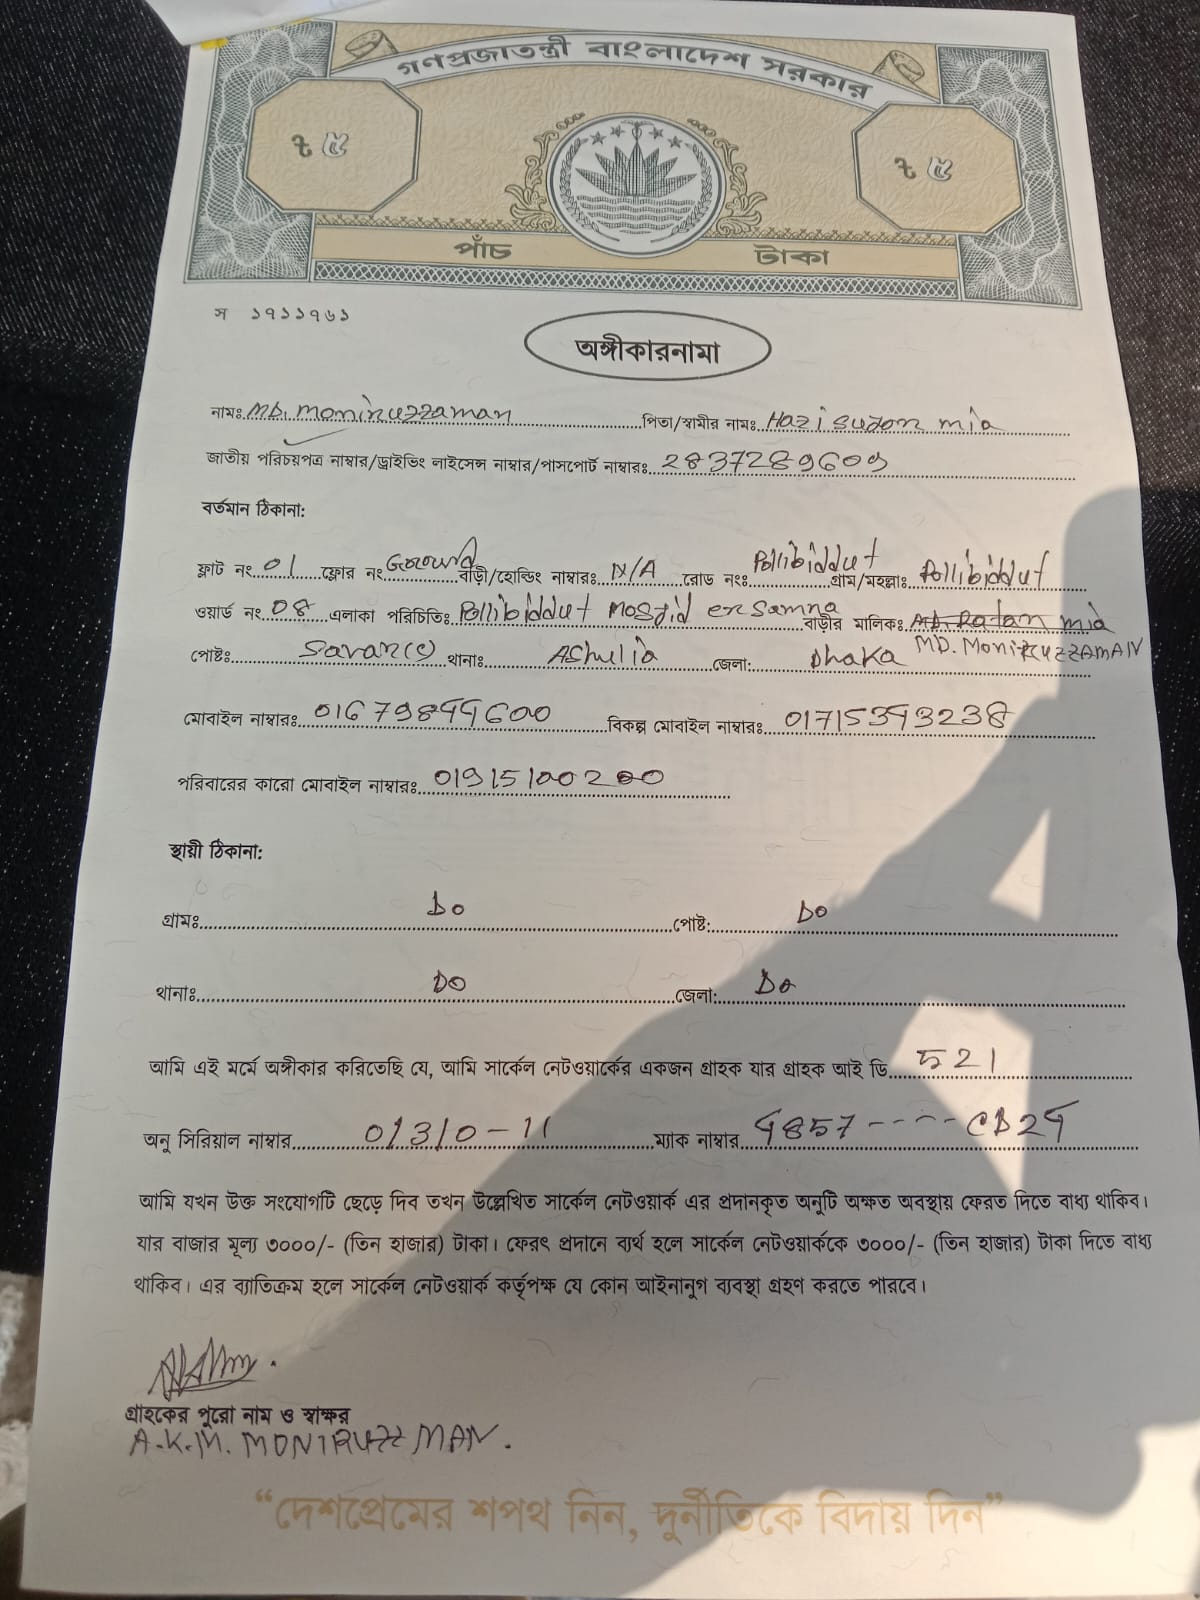 গণপ্রজাতন্ত্রী বাংলাদেশ সরকার
৳ ৫ ৳ ৫
পাঁচ টাকা
স ১৭১১৭৬১
অঙ্গীকারনামা
নামঃ Md. Moniruzzaman পিতা/স্বামীর নামঃ Hazi Sujon mia
জাতীয় পরিচয়পত্র নাম্বার/ড্রাইভিং লাইসেন্স নাম্বার/পাসপোর্ট নাম্বারঃ 2837289609
বর্তমান ঠিকানা:
ফ্লাট নং 01 ফ্লোর নং Ground বাড়ী/হোল্ডিং নাম্বারঃ N/A রোড নংঃ Pollibiddut গ্রাম/মহল্লাঃ Pollibiddut
ওয়ার্ড নং 08 এলাকা পরিচিতিঃ Pollibiddut Mosjid er Samna বাড়ীর মালিকঃ Md. Ratan mia
MD. MONIRUZZAMAN
পোষ্টঃ Savar(s) থানাঃ Ashulia জেলা: Dhaka
মোবাইল নাম্বারঃ 01679844600 বিকল্প মোবাইল নাম্বারঃ 01715343238
পরিবারের কারো মোবাইল নাম্বারঃ 01915100200
স্থায়ী ঠিকানা:
গ্রামঃ Do পোষ্ট: Do
থানাঃ Do জেলা: Do
আমি এই মর্মে অঙ্গীকার করিতেছি যে, আমি সার্কেল নেটওয়ার্কের একজন গ্রাহক যার গ্রাহক আই ডি 521
অনু সিরিয়াল নাম্বার 01310-11 ম্যাক নাম্বার 4857----CD24
আমি যখন উক্ত সংযোগটি ছেড়ে দিব তখন উল্লেখিত সার্কেল নেটওয়ার্ক এর প্রদানকৃত অনুটি অক্ষত অবস্থায় ফেরত দিতে বাধ্য থাকিব।
যার বাজার মূল্য ৩০০০/- (তিন হাজার) টাকা। ফেরৎ প্রদানে ব্যর্থ হলে সার্কেল নেটওয়ার্ককে ৩০০০/- (তিন হাজার) টাকা দিতে বাধ্য
থাকিব। এর ব্যাতিক্রম হলে সার্কেল নেটওয়ার্ক কর্তৃপক্ষ যে কোন আইনানুগ ব্যবস্থা গ্রহণ করতে পারবে।
গ্রাহকের পুরো নাম ও স্বাক্ষর
A.K.M. MONIRUZZMAN.
“দেশপ্রেমের শপথ নিন, দুর্নীতিকে বিদায় দিন”